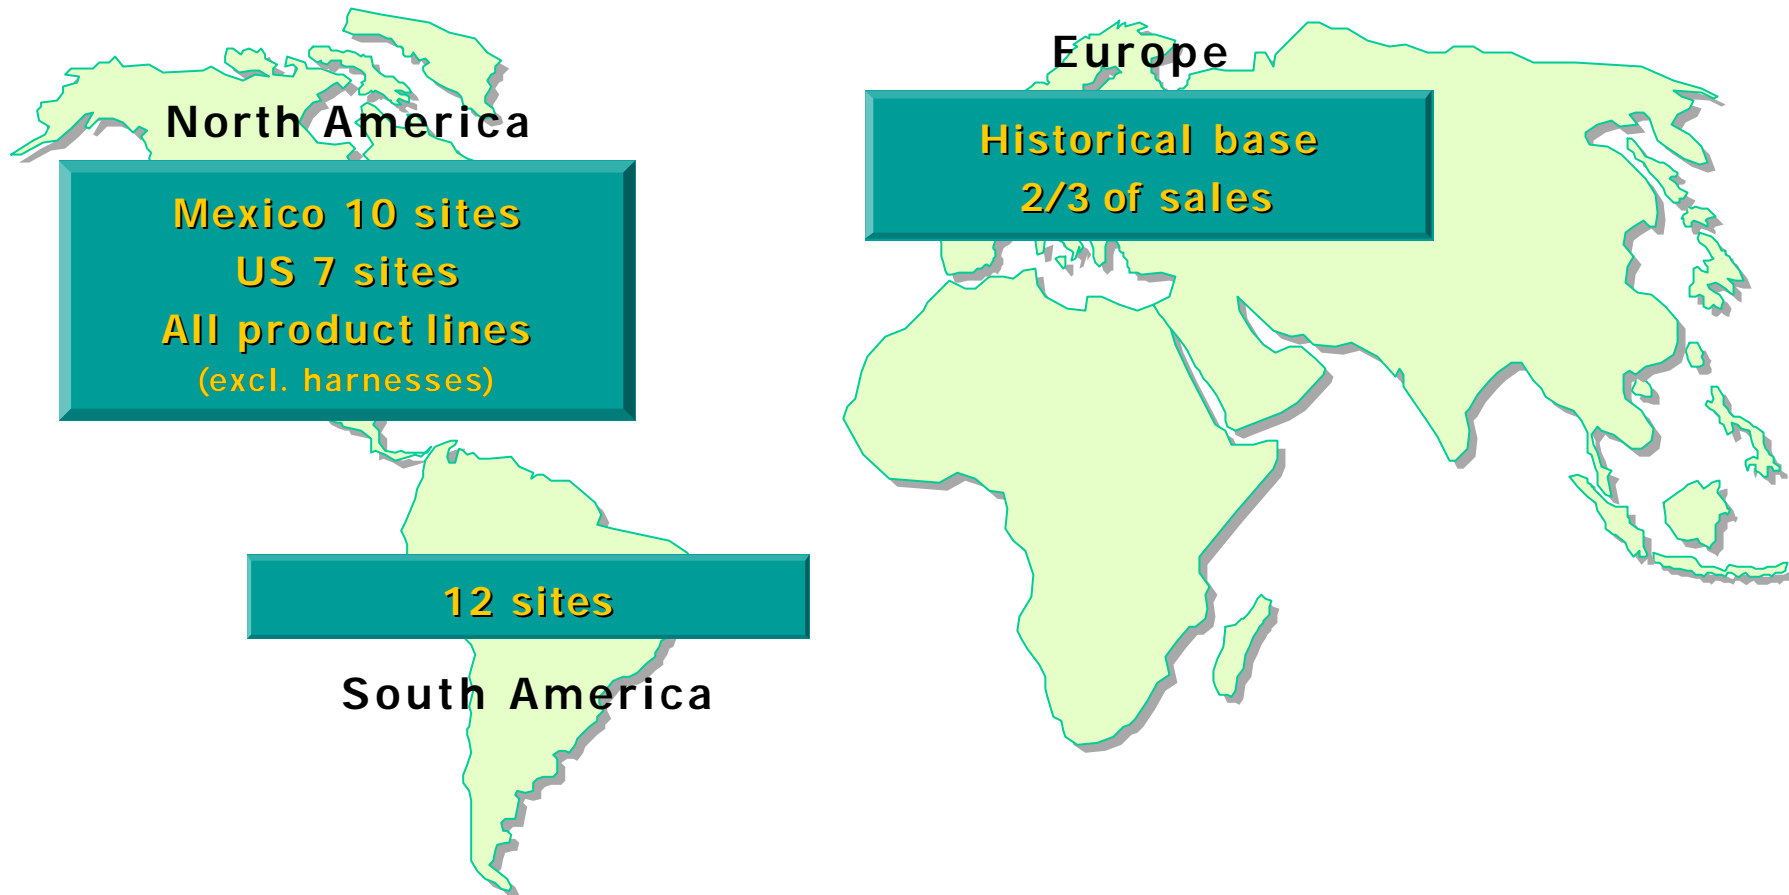 North America
Mexico 10 sites
US 7 sites
All product lines
(excl. harnesses)
Europe
Historical base
2/3 of sales
12 sites
South America